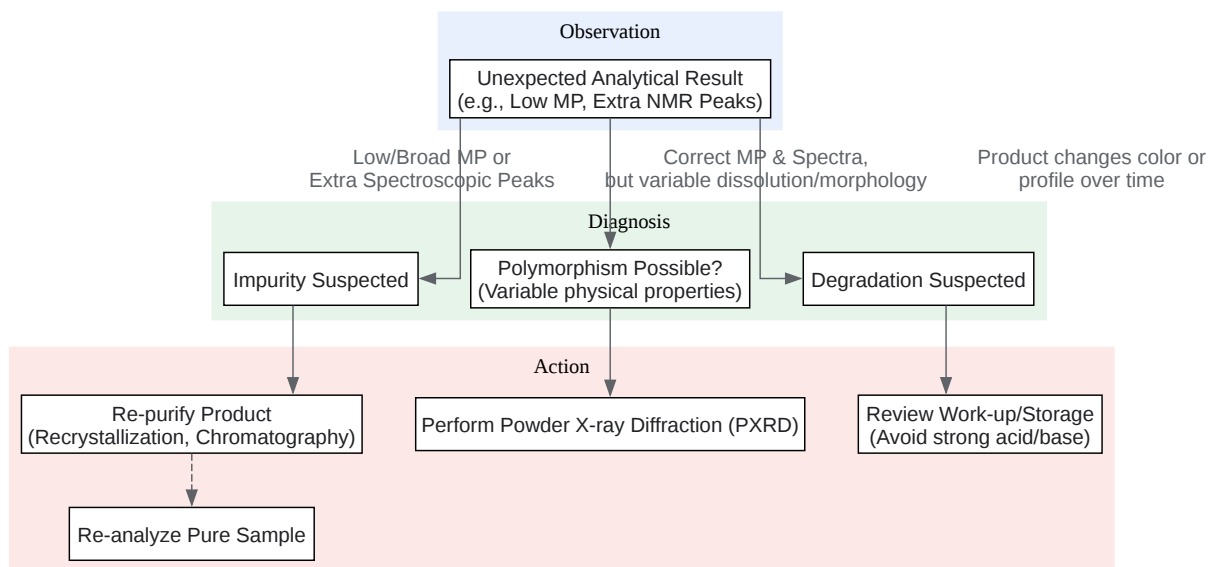 Observation
Unexpected Analytical Result
(e.g., Low MP, Extra NMR Peaks)
Low/Broad MP or
Extra Spectroscopic Peaks
Correct MP & Spectra,
but variable dissolution/morphology
Product changes color or
profile over time
Diagnosis
Impurity Suspected
Polymorphism Possible?
(Variable physical properties)
Degradation Suspected
Action
Re-purify Product
(Recrystallization, Chromatography)
Perform Powder X-ray Diffraction (PXRD)
Review Work-up/Storage
(Avoid strong acid/base)
Re-analyze Pure Sample